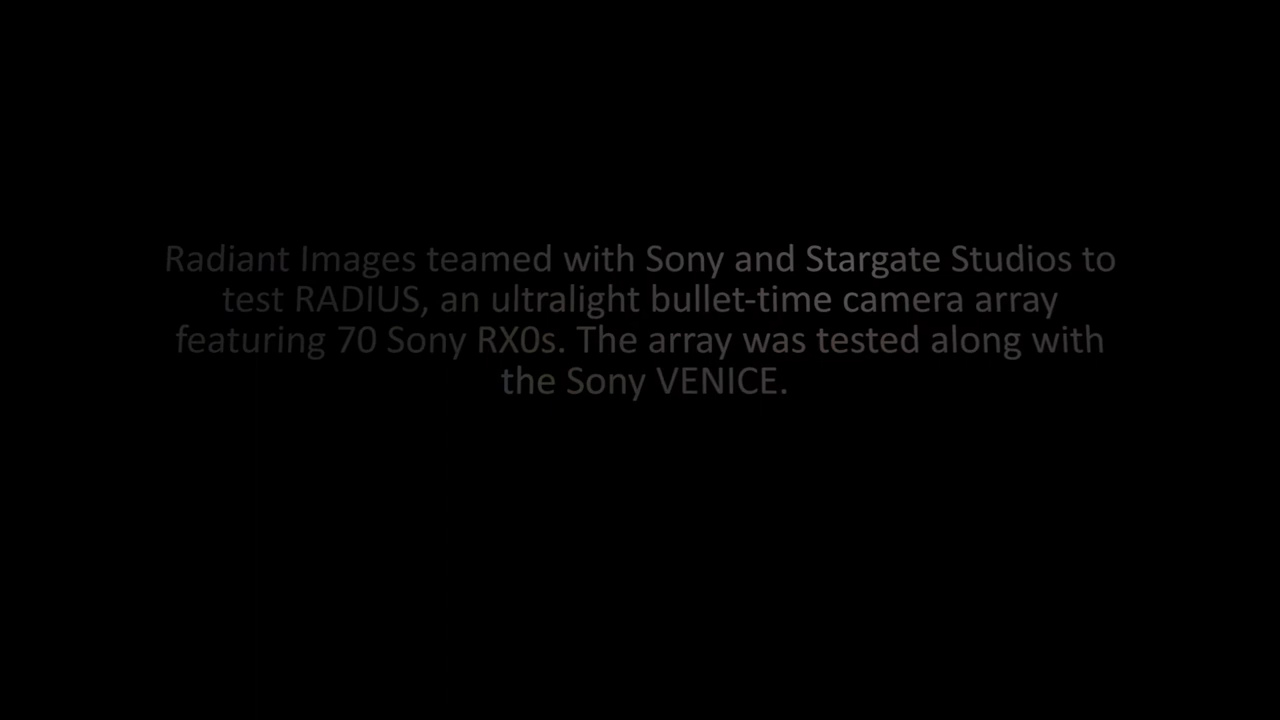 Radiant Images teamed with Sony and Stargate Studios to
test RADIUS, an ultralight bullet-time camera array
featuring 70 Sony RX0s. The array was tested along with
the Sony VENICE.